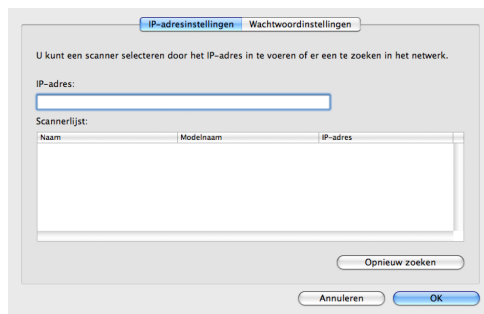 IP-adresinstellingen Wachtwoordinstellingen
U kunt een scanner selecteren door het IP-adres in te voeren of er een te zoeken in het netwerk.
IP-adres:
Scannerlijst:
Naam Modelnaam IP-adres
Opnieuw zoeken
Annuleren OK